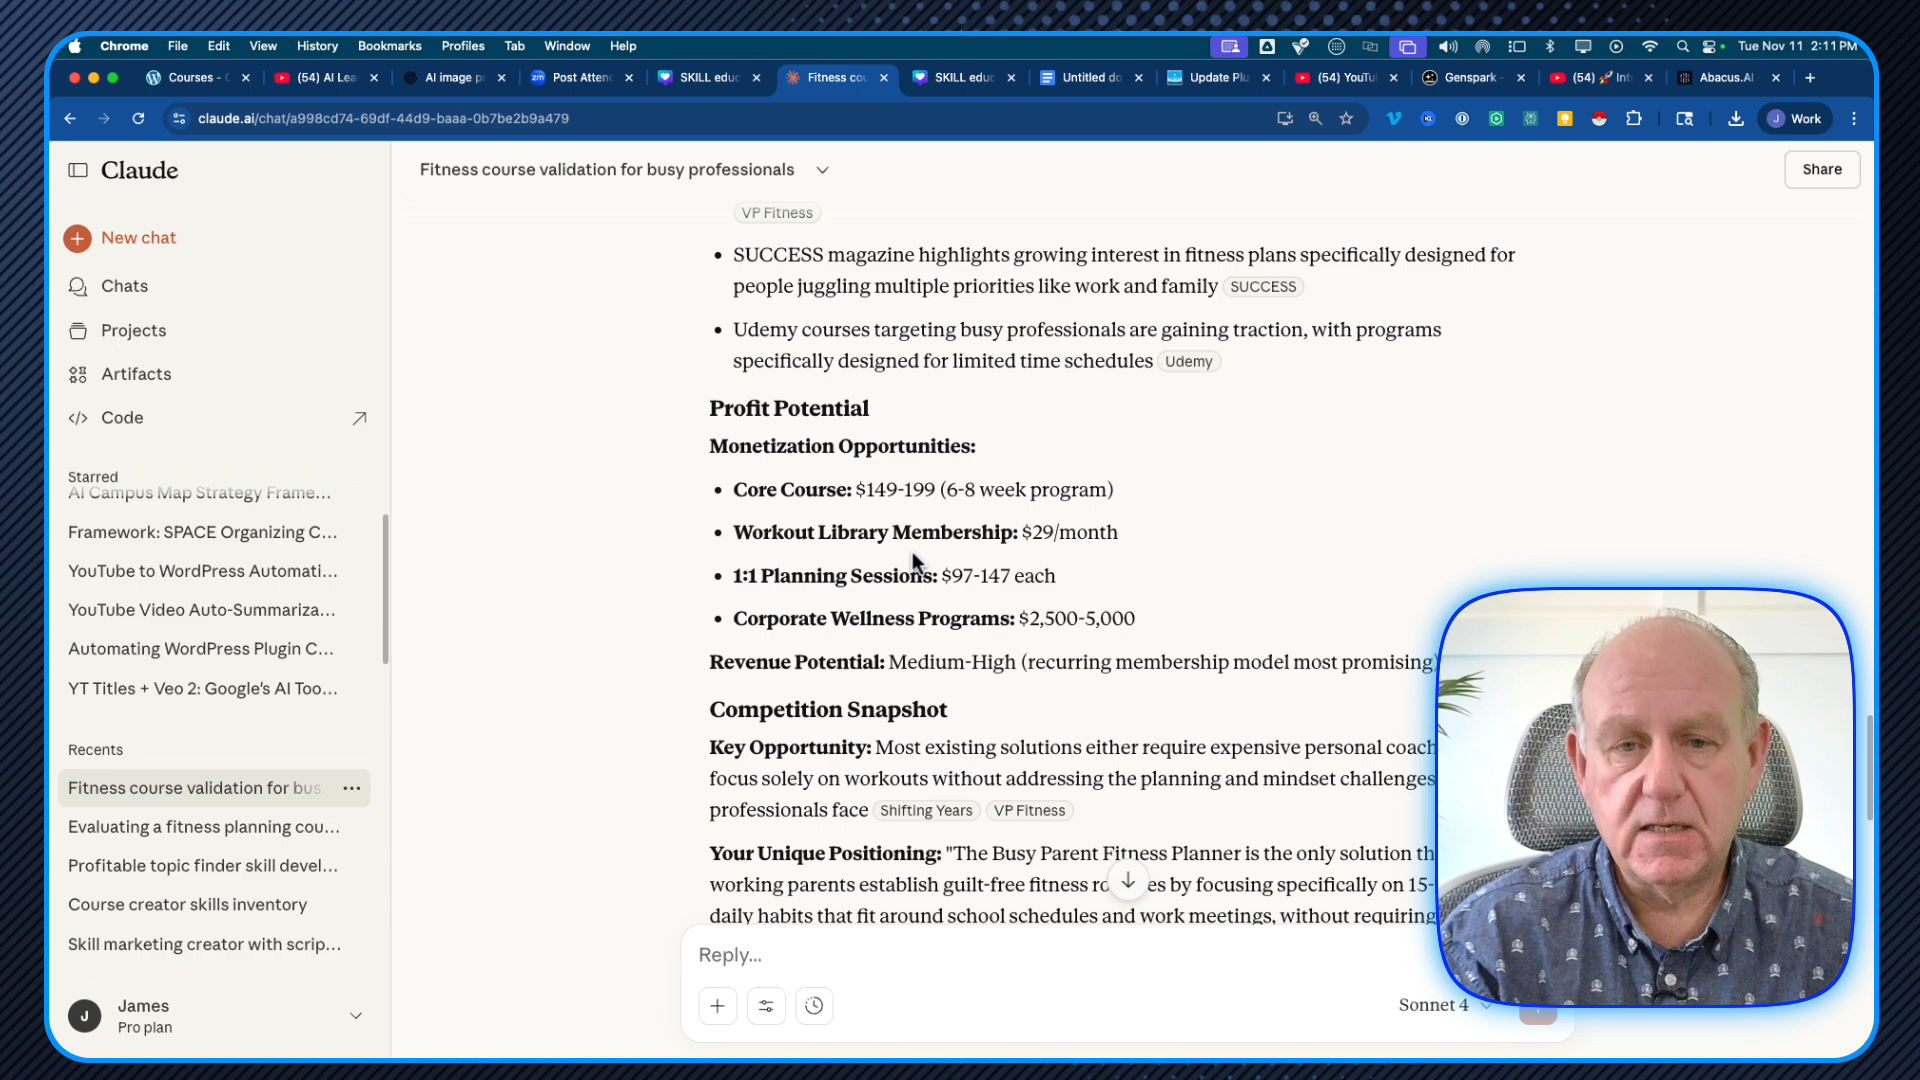 Chrome File Edit View History Bookmarks Profiles Tab Window Help Tue Nov 11 2:11 PM
Courses - (54) AI Lea AI image p Post Atten SKILL edu Fitness cou SKILL edu Untitled do Update Plu (54) YouTu Genspark - (54) 🚀 Int Abacus.AI
claude.ai/chat/a998cd74-69df-44d9-baaa-0b7be2b9a479 J Work
Claude
New chat
Chats
Projects
Artifacts
Code
Starred
AI Campus Map Strategy Frame...
Framework: SPACE Organizing C...
YouTube to WordPress Automati...
YouTube Video Auto-Summariza...
Automating WordPress Plugin C...
YT Titles + Veo 2: Google's AI Too...
Recents
Fitness course validation for bus
Evaluating a fitness planning cou...
Profitable topic finder skill devel...
Course creator skills inventory
Skill marketing creator with scrip...
J James
Pro plan
Fitness course validation for busy professionals
Share
VP Fitness
• SUCCESS magazine highlights growing interest in fitness plans specifically designed for
people juggling multiple priorities like work and family SUCCESS
• Udemy courses targeting busy professionals are gaining traction, with programs
specifically designed for limited time schedules Udemy
Profit Potential
Monetization Opportunities:
• Core Course: $149-199 (6-8 week program)
• Workout Library Membership: $29/month
• 1:1 Planning Sessions: $97-147 each
• Corporate Wellness Programs: $2,500-5,000
Revenue Potential: Medium-High (recurring membership model most promising)
Competition Snapshot
Key Opportunity: Most existing solutions either require expensive personal coach
focus solely on workouts without addressing the planning and mindset challenges
professionals face Shifting Years VP Fitness
Your Unique Positioning: "The Busy Parent Fitness Planner is the only solution th
working parents establish guilt-free fitness ro es by focusing specifically on 15-
daily habits that fit around school schedules and work meetings, without requiring
Reply...
Sonnet 4